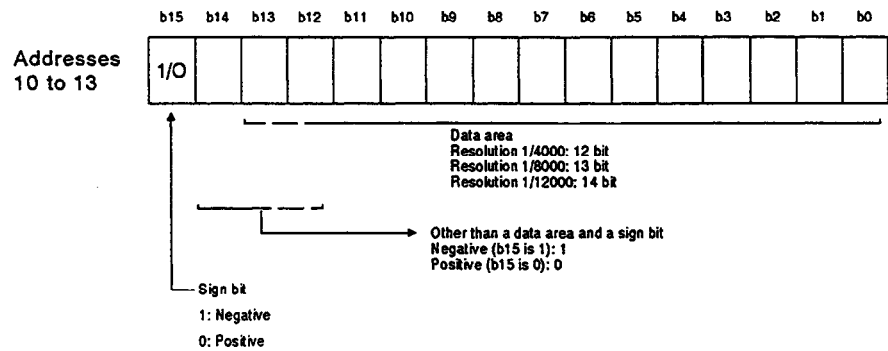 b15 b14 b13 b12 b11 b10 b9 b8 b7 b6 b5 b4 b3 b2 b1 b0
Addresses
10 to 13
1/0
Data area
Resolution 1/4000: 12 bit
Resolution 1/8000: 13 bit
Resolution 1/12000: 14 bit
Other than a data area and a sign bit
Negative (b15 is 1): 1
Positive (b15 is 0): 0
Sign bit
1: Negative
0: Positive